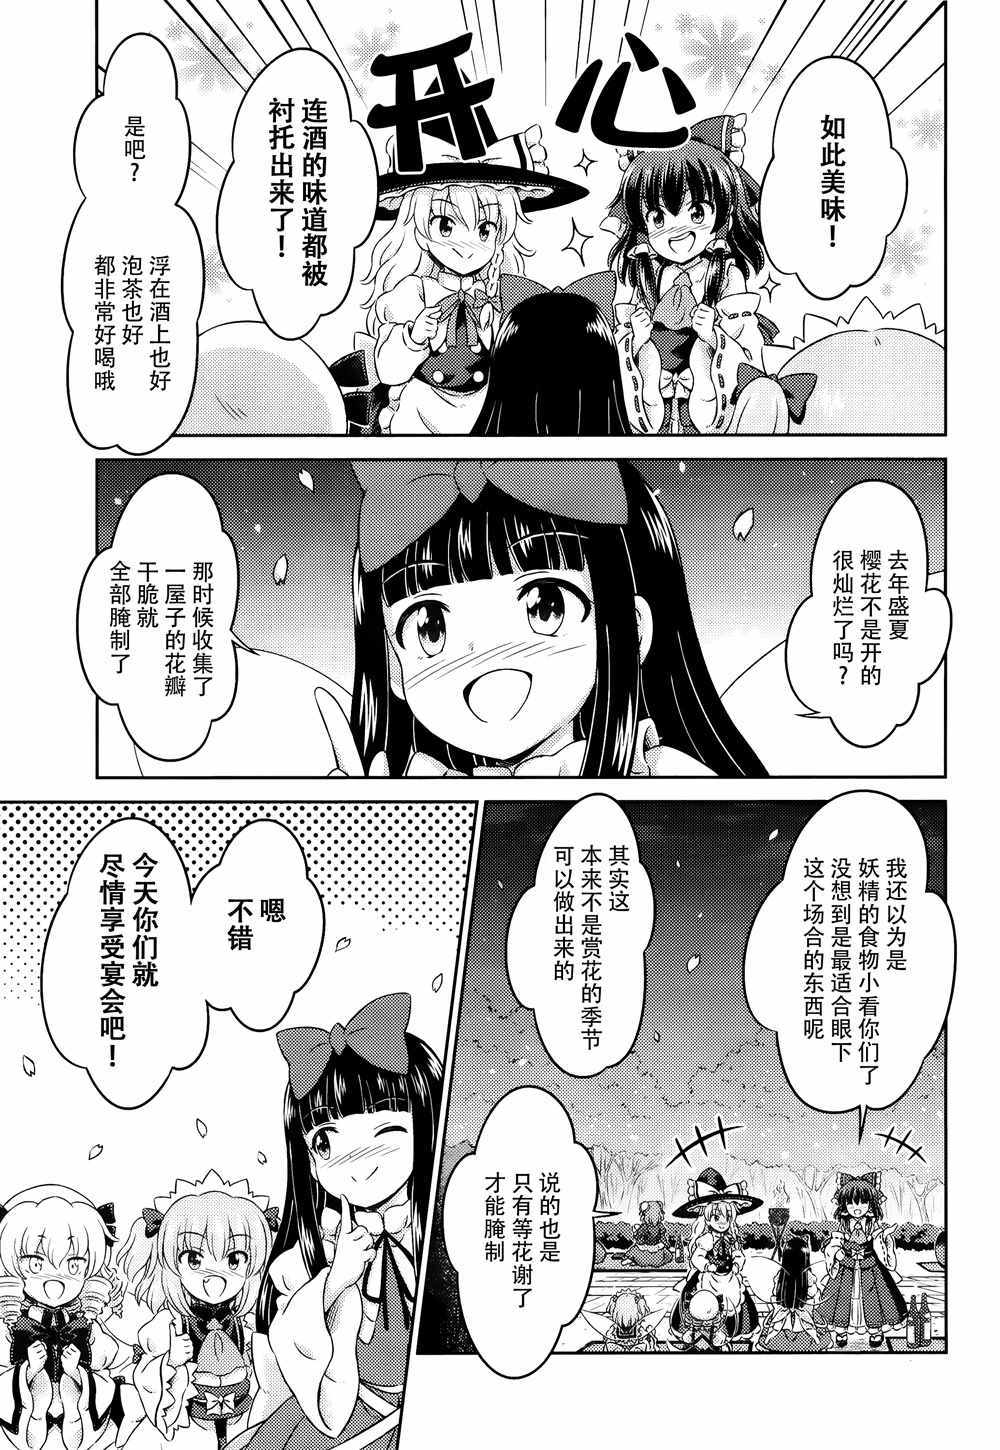 如此美味！
开心
连酒的味道都被
衬托出来了！
是吧？
浮在酒上也好
泡茶也好
都非常好喝哦
去年盛夏
樱花不是开的
很灿烂了吗？
那时候收集了
一屋子的花瓣
干脆就
全部腌制了
我还以为是
妖精的食物小看你们了
没想到是最适合眼下
这个场合的东西呢
其实这
本来不是赏花的季节
可以做出来的
说的也是
只有等花谢了
才能腌制
嗯
不错
今天你们就
尽情享受宴会吧！